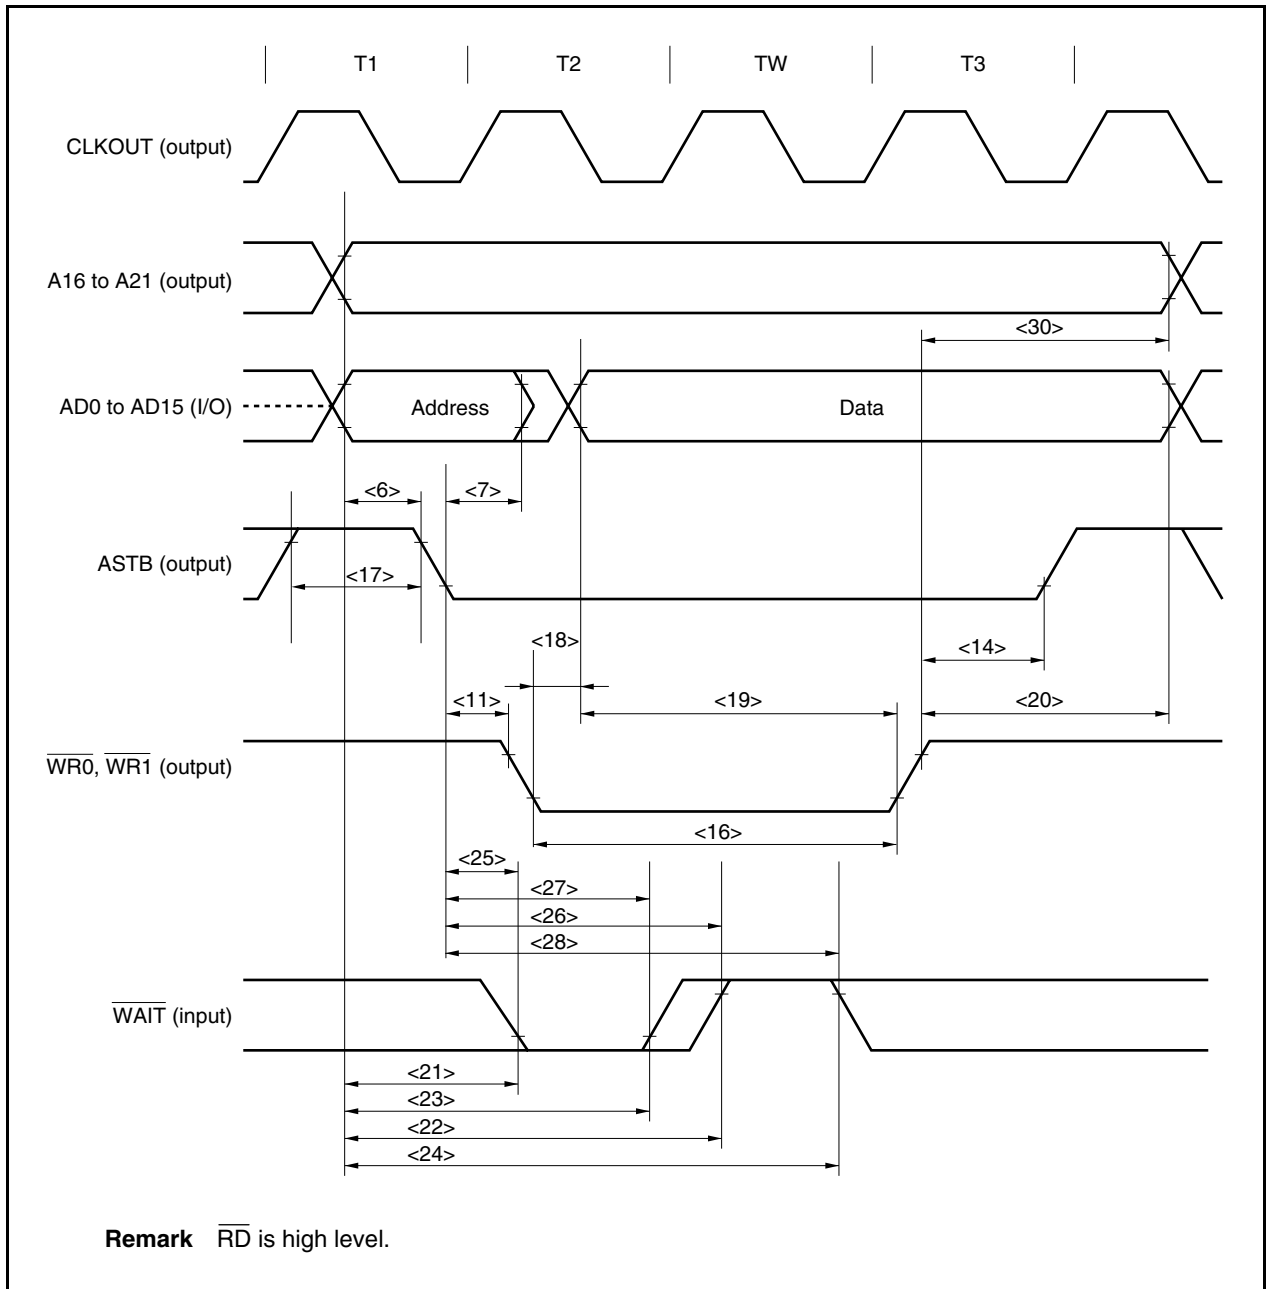 T1 T2 TW T3
CLKOUT (output)
A16 to A21 (output)
<30>
AD0 to AD15 (I/O) Address Data
<6> <7>
ASTB (output)
<17>
<18>
<14>
<11> <19> <20>
WR0, WR1 (output)
<16>
<25>
<27>
<26>
<28>
WAIT (input)
<21>
<23>
<22>
<24>
Remark RD is high level.